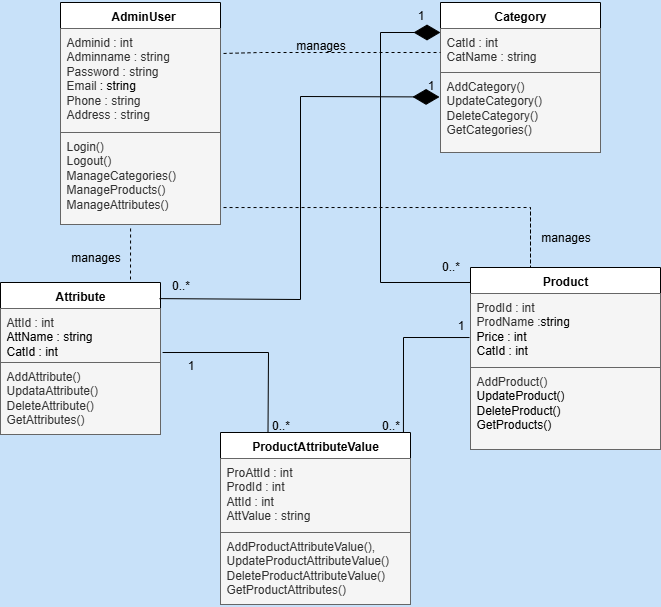 AdminUser
Adminid : int
Adminname : string
Password : string
Email : string
Phone : string
Address : string
Login()
Logout()
ManageCategories()
ManageProducts()
ManageAttributes()
manages
1
Category
CatId : int
CatName : string
1
AddCategory()
UpdateCategory()
DeleteCategory()
GetCategories()
manages
manages
0..*
0..*
Attribute
AttId : int
AttName : string
CatId : int
AddAttribute()
UpdataAttribute()
DeleteAttribute()
GetAttributes()
Product
ProdId : int
ProdName :string
Price : int
CatId : int
AddProduct()
UpdateProduct()
DeleteProduct()
GetProducts()
1
1
0..*
0..*
ProductAttributeValue
ProAttId : int
ProdId : int
AttId : int
AttValue : string
AddProductAttributeValue(),
UpdateProductAttributeValue()
DeleteProductAttributeValue()
GetProductAttributes()